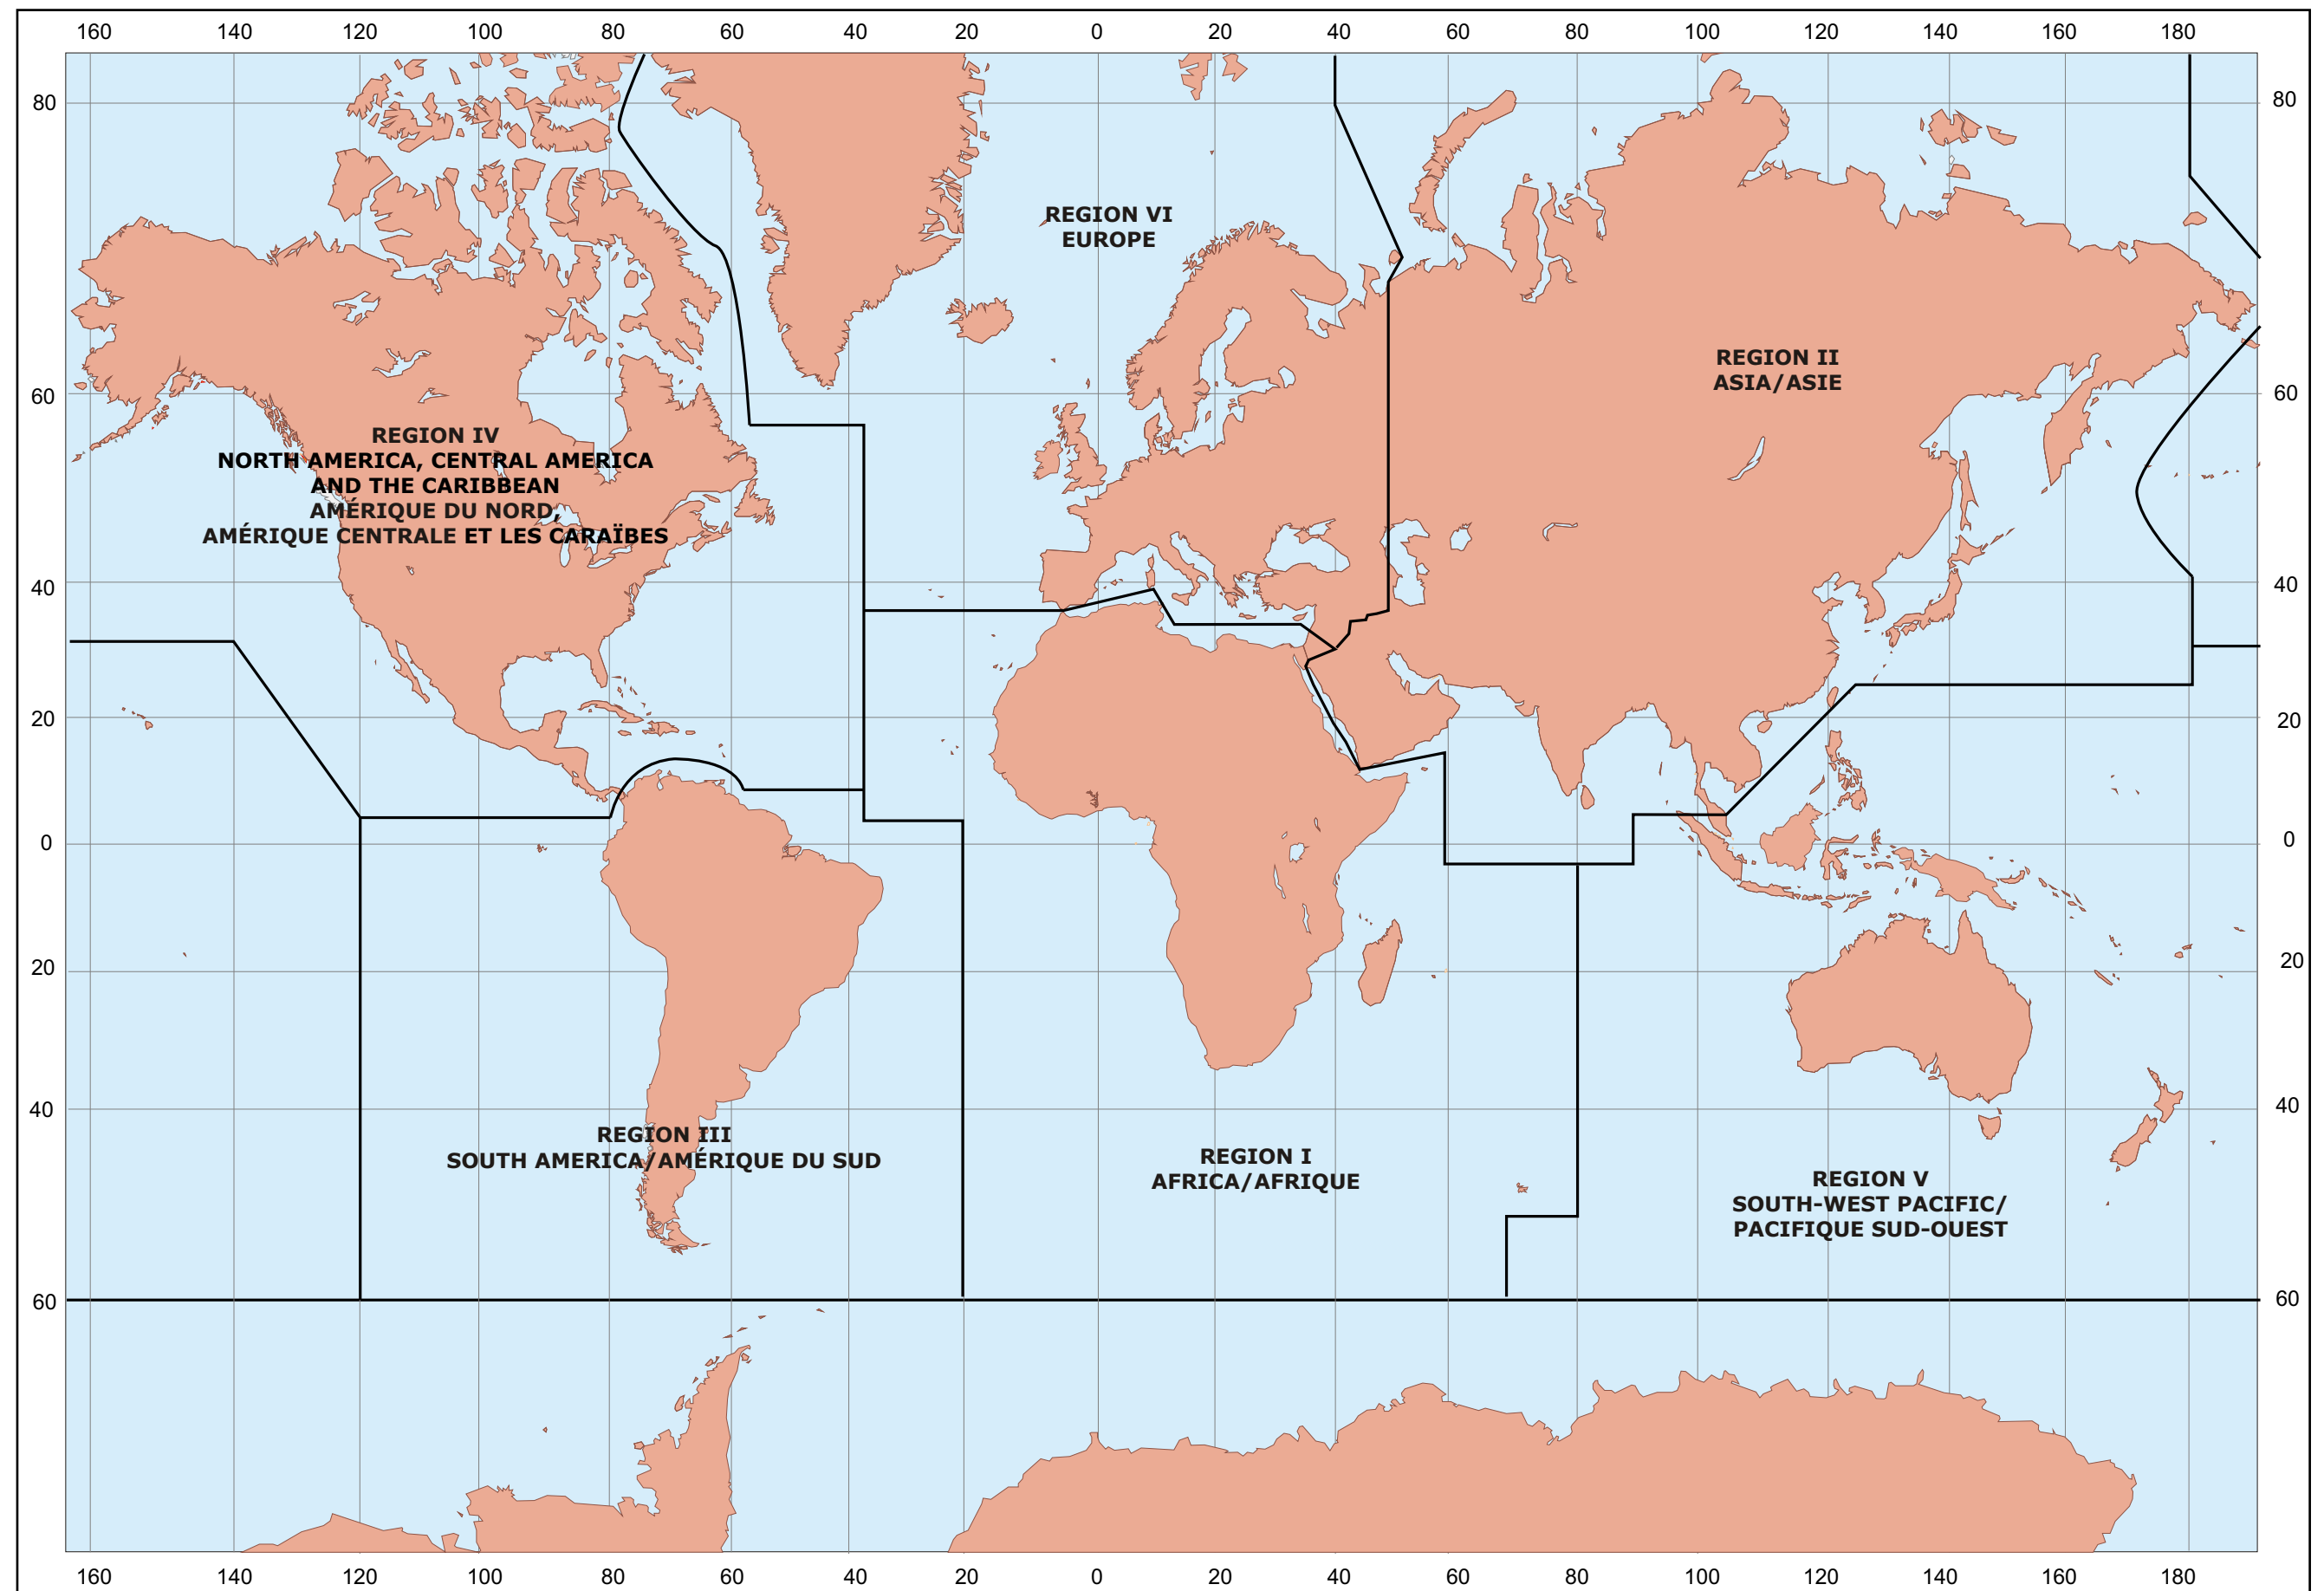 160 140 120 100 80 60 40 20 0 20 40 60 80 100 120 140 160 180
80 80
REGION VI
EUROPE
REGION II
ASIA/ASIE
60 60
REGION IV
NORTH AMERICA, CENTRAL AMERICA
AND THE CARIBBEAN
AMÉRIQUE DU NORD,
AMÉRIQUE CENTRALE ET LES CARAÏBES
40 40
20 20
0 0
20 20
40 40
REGION III
SOUTH AMERICA/AMÉRIQUE DU SUD
REGION I
AFRICA/AFRIQUE
REGION V
SOUTH-WEST PACIFIC/
PACIFIQUE SUD-OUEST
60 60
160 140 120 100 80 60 40 20 0 20 40 60 80 100 120 140 160 180